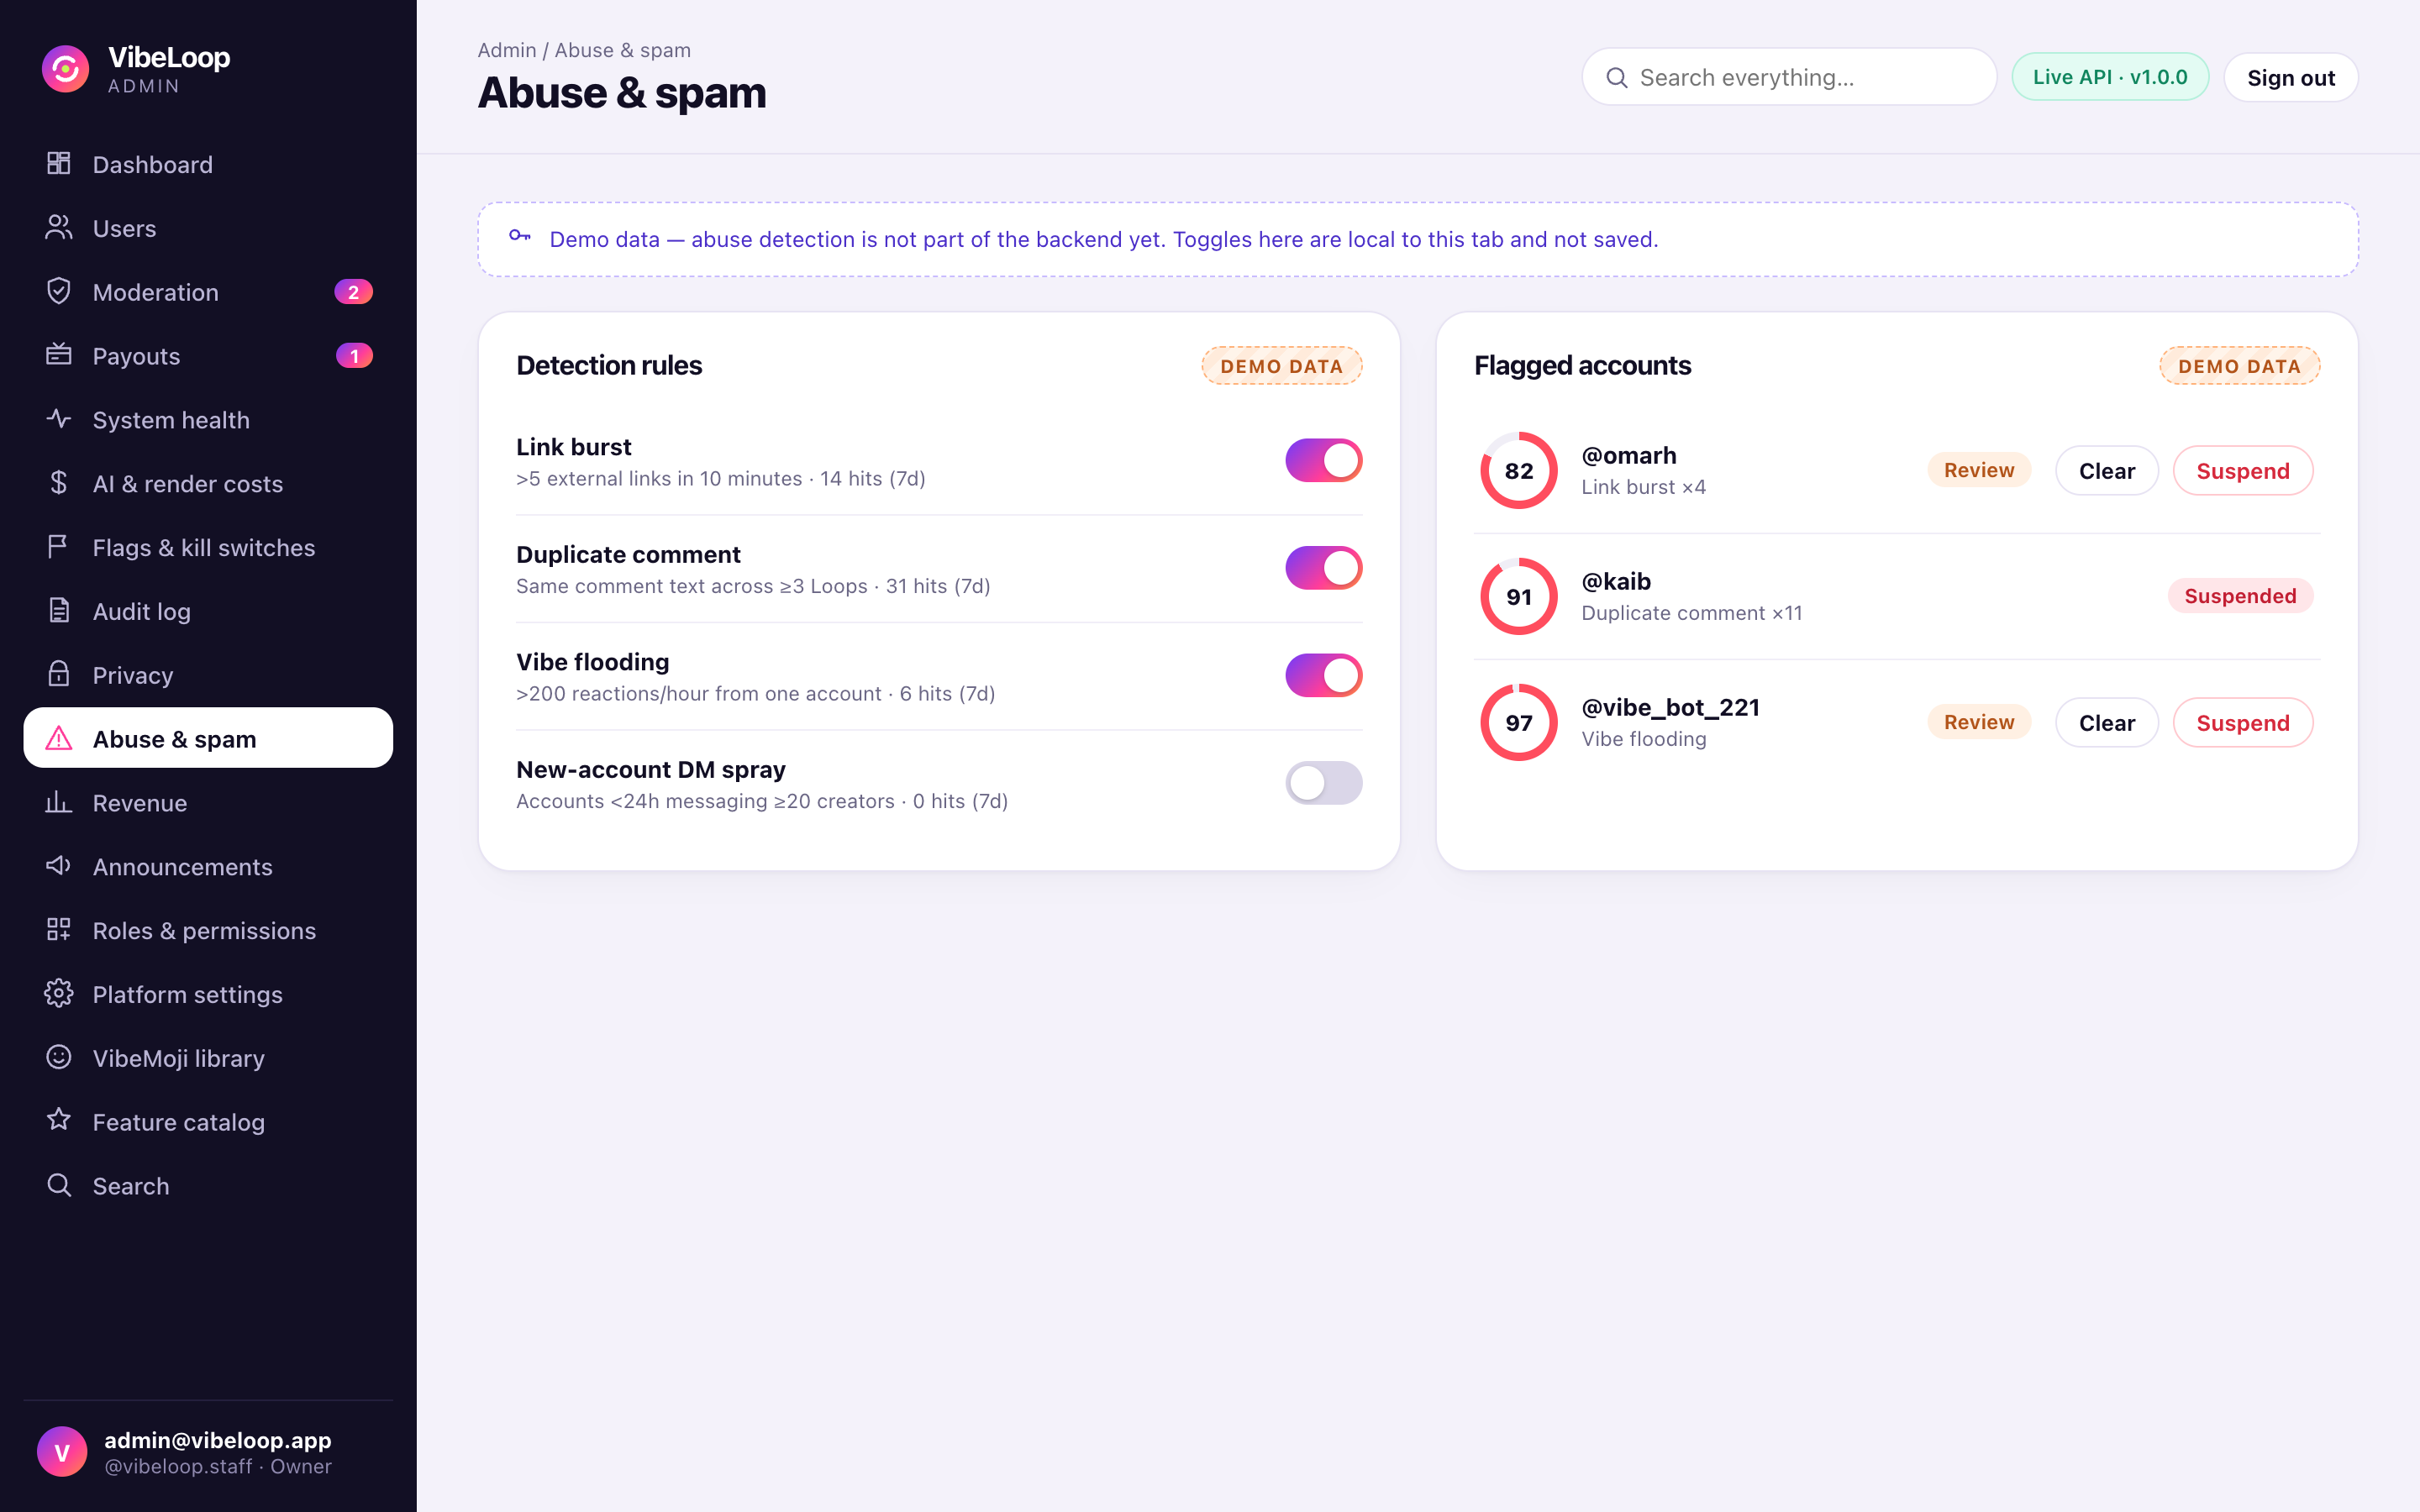 VibeLoop
ADMIN
Dashboard
Users
Moderation 2
Payouts 1
System health
AI & render costs
Flags & kill switches
Audit log
Privacy
Abuse & spam
Revenue
Announcements
Roles & permissions
Platform settings
VibeMoji library
Feature catalog
Search
V
admin@vibeloop.app
@vibeloop.staff · Owner
Admin / Abuse & spam
Abuse & spam
Search everything...
Live API · v1.0.0
Sign out
Demo data — abuse detection is not part of the backend yet. Toggles here are local to this tab and not saved.
Detection rules
DEMO DATA
Link burst
>5 external links in 10 minutes · 14 hits (7d)
Duplicate comment
Same comment text across ≥3 Loops · 31 hits (7d)
Vibe flooding
>200 reactions/hour from one account · 6 hits (7d)
New-account DM spray
Accounts <24h messaging ≥20 creators · 0 hits (7d)
Flagged accounts
DEMO DATA
82
@omarh
Link burst ×4
Review
Clear
Suspend
91
@kaib
Duplicate comment ×11
Suspended
97
@vibe_bot_221
Vibe flooding
Review
Clear
Suspend